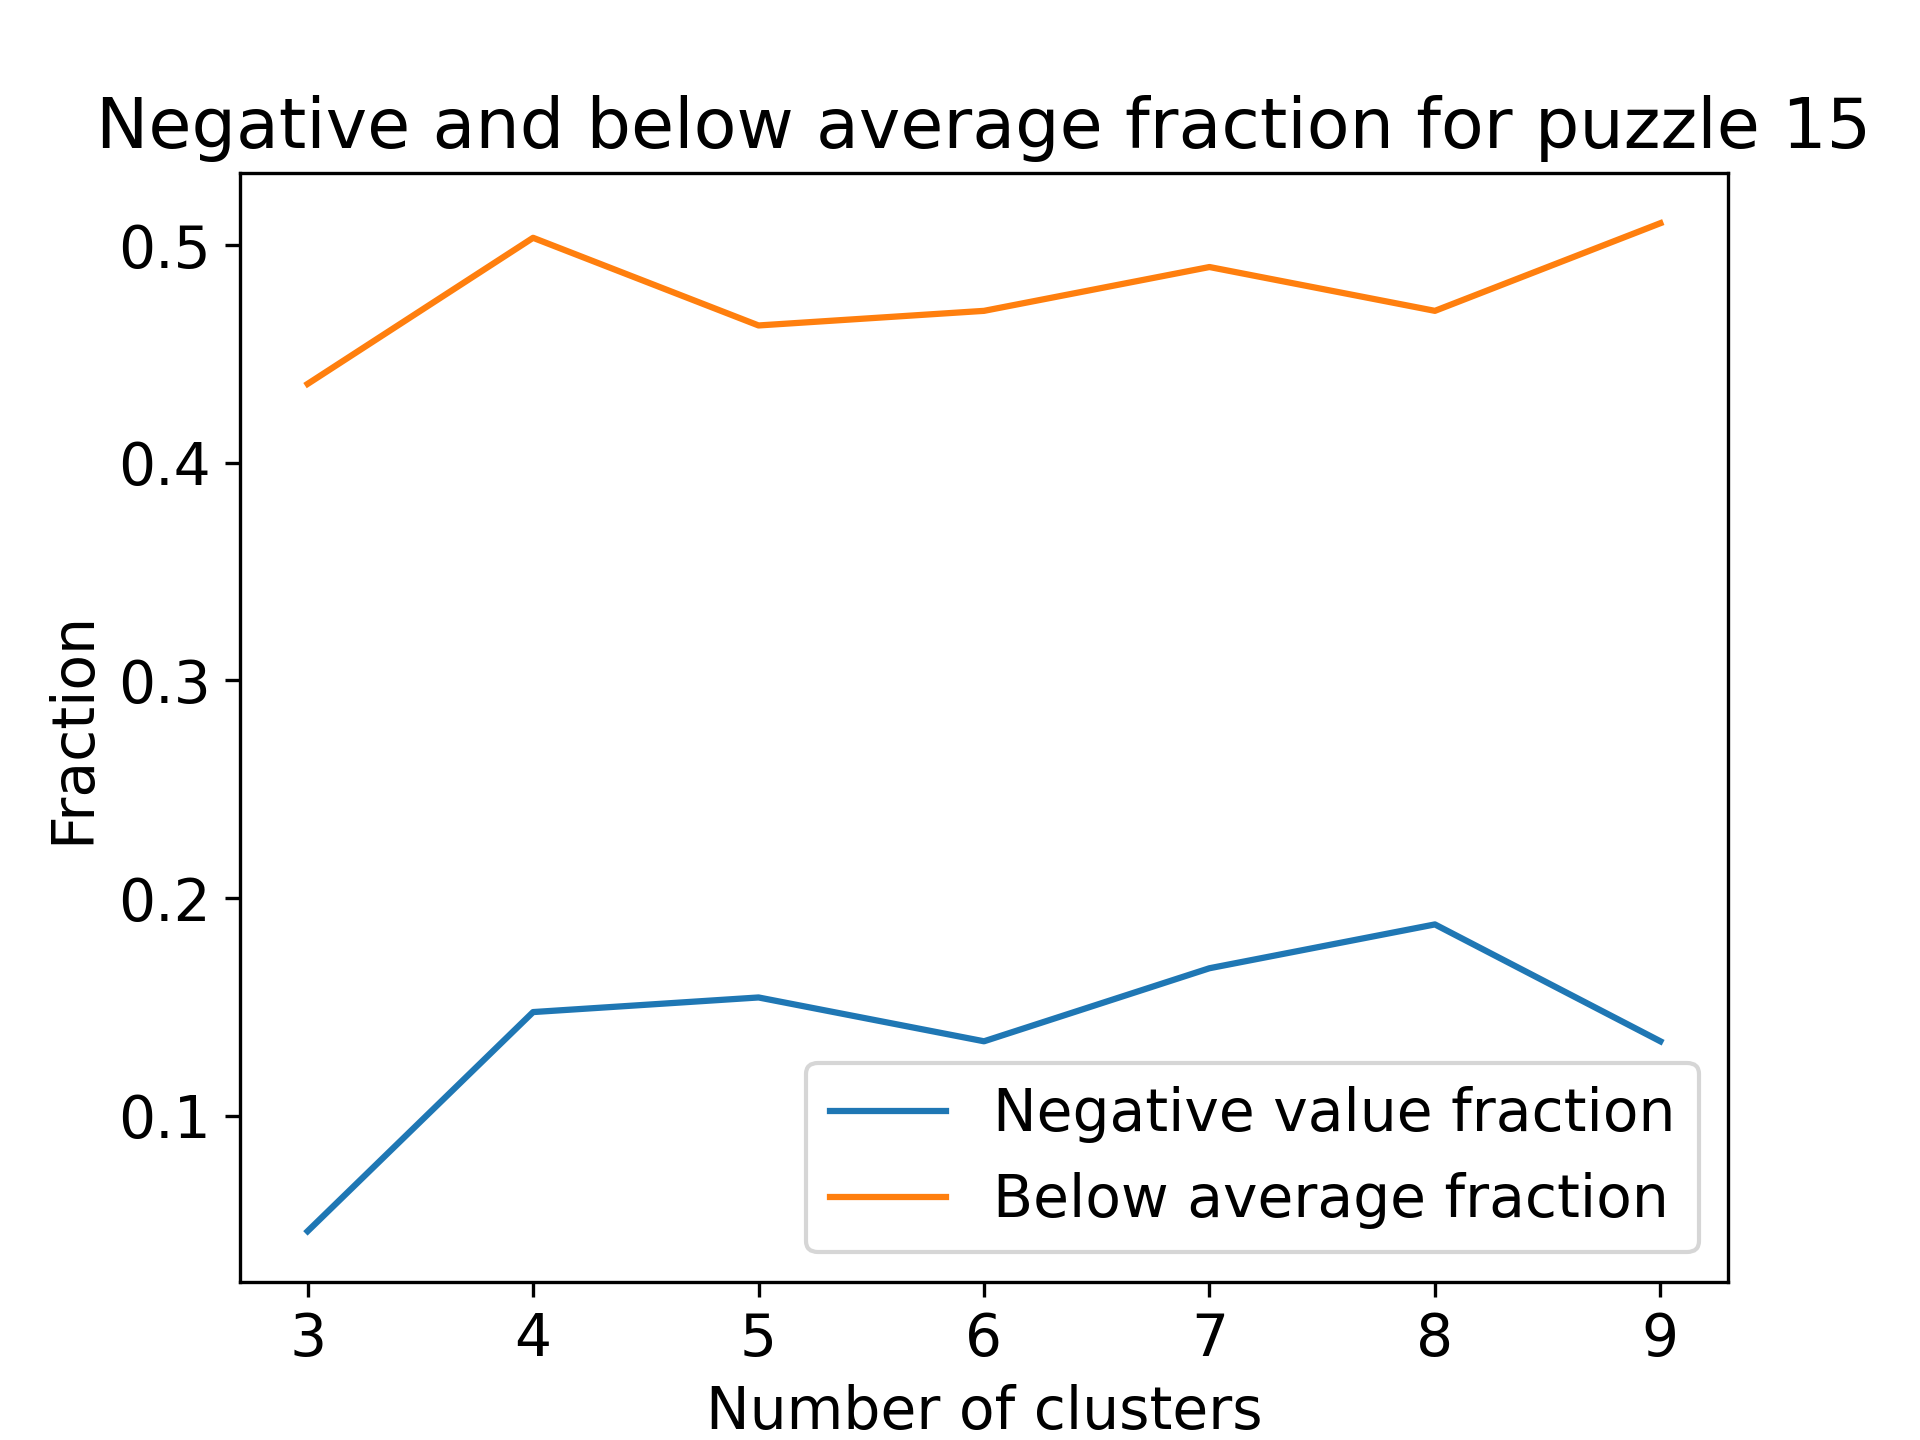 Negative and below average fraction for puzzle 15
0.5
0.4
0.3
0.2
0.1
Fraction
Negative value fraction
Below average fraction
3 4 5 6 7 8 9
Number of clusters